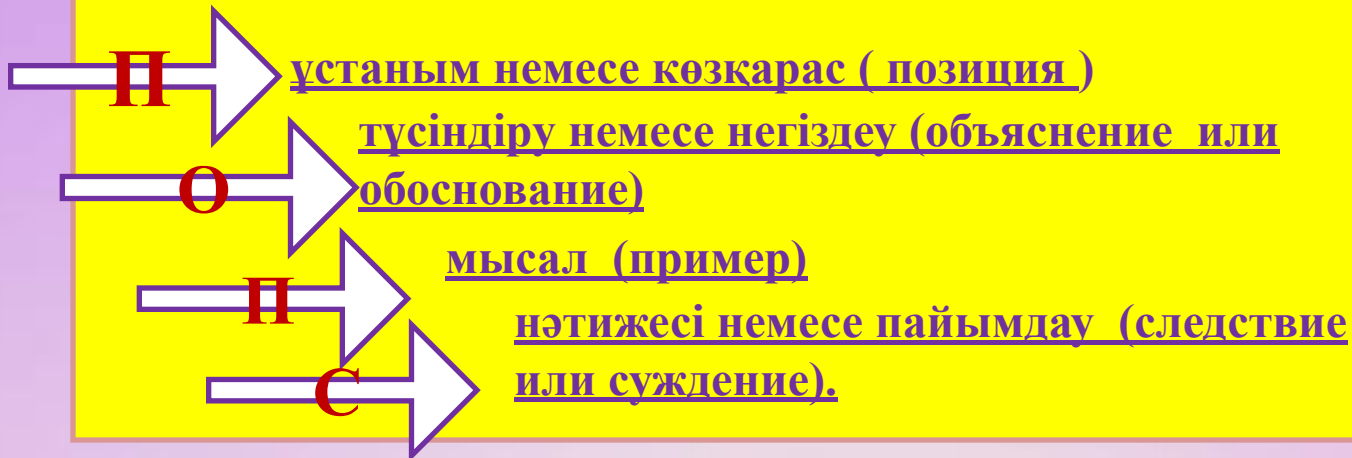 П ұстаным немесе көзқарас ( позиция )
түсіндіру немесе негіздеу (объяснение или
О обоснование)
мысал (пример)
П
нәтижесі немесе пайымдау (следствие
С или суждение).